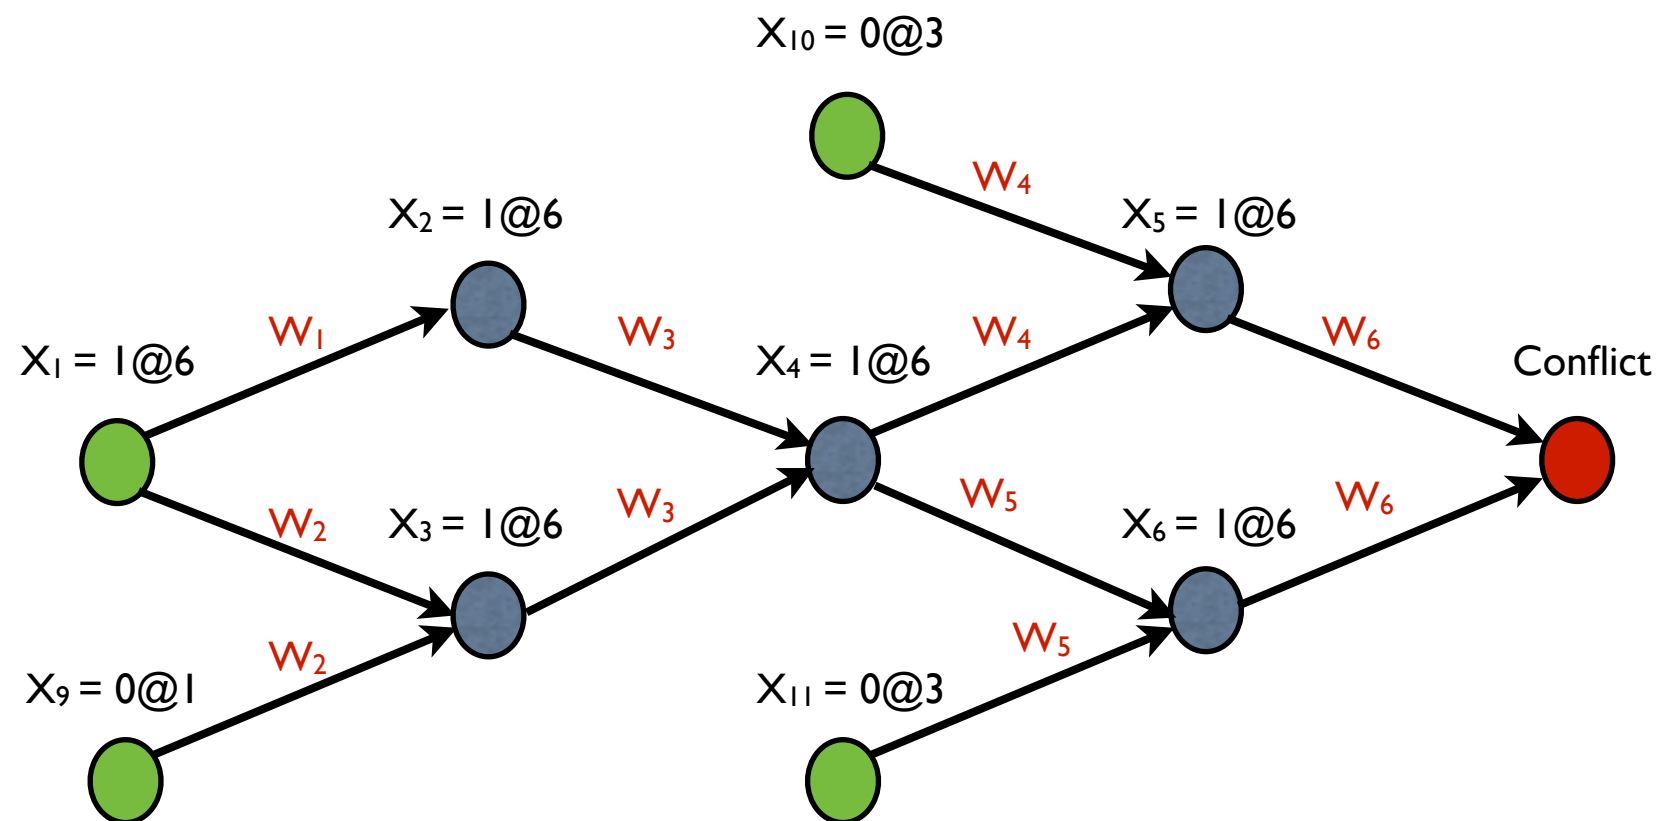 X₁₀ = 0@3
W₄
X₂ = 1@6
X₅ = 1@6
W₁
W₃
W₄
W₆
X₁ = 1@6
X₄ = 1@6
Conflict
W₂
X₃ = 1@6
W₃
W₅
X₆ = 1@6
W₆
W₂
W₅
X₉ = 0@1
X₁₁ = 0@3